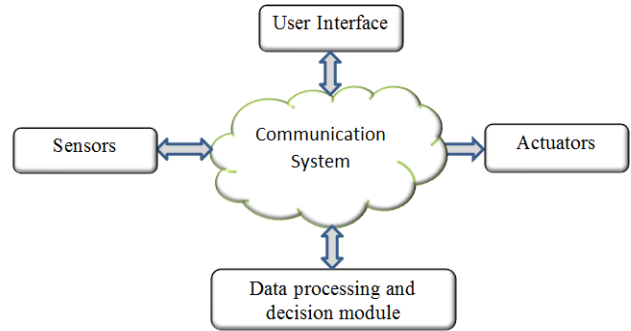 User Interface
Communication
System
Sensors
Actuators
Data processing and
decision module